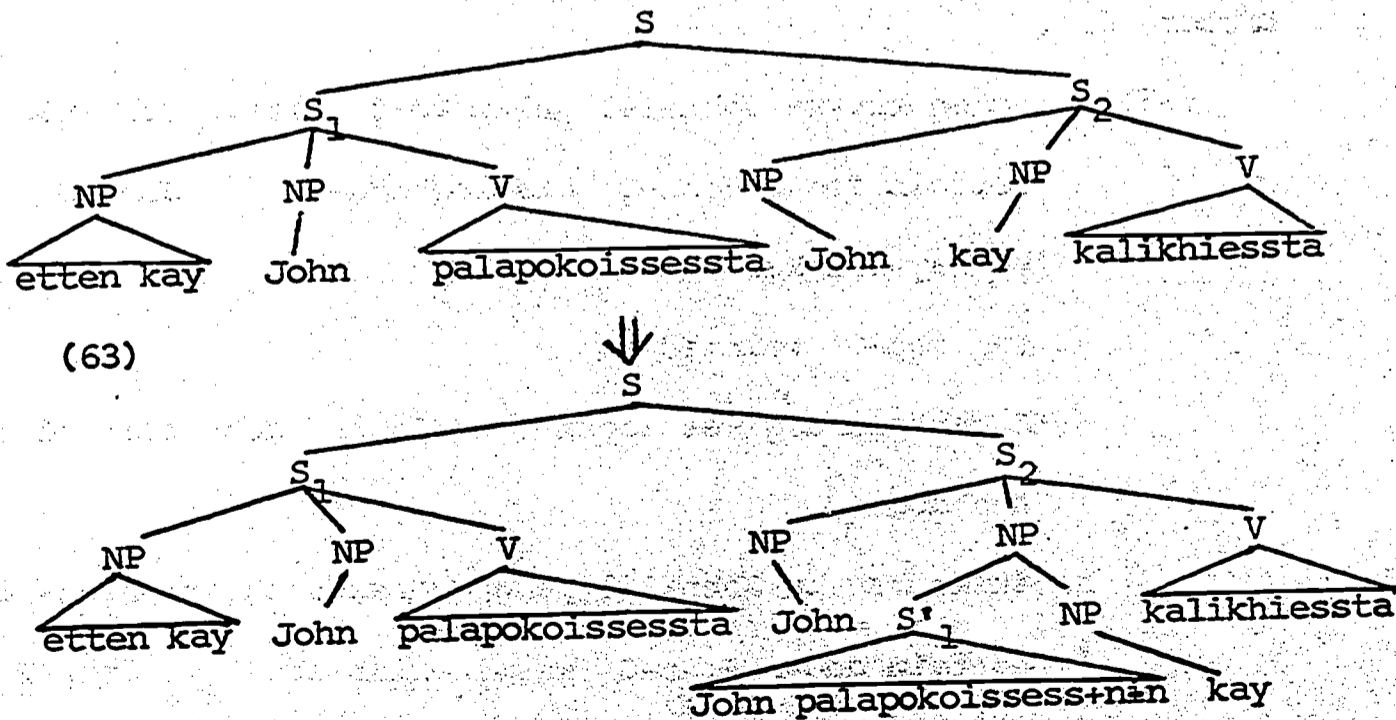 S
S1 S2
NP NP V NP NP V
etten kay John palapokoissessta John kay kalikhiessta
(63) ⇓
S
S1 S2
NP NP V NP NP V
etten kay John palapokoissessta John S'1 NP kalikhiessta
John palapokoissess+nɨn kay